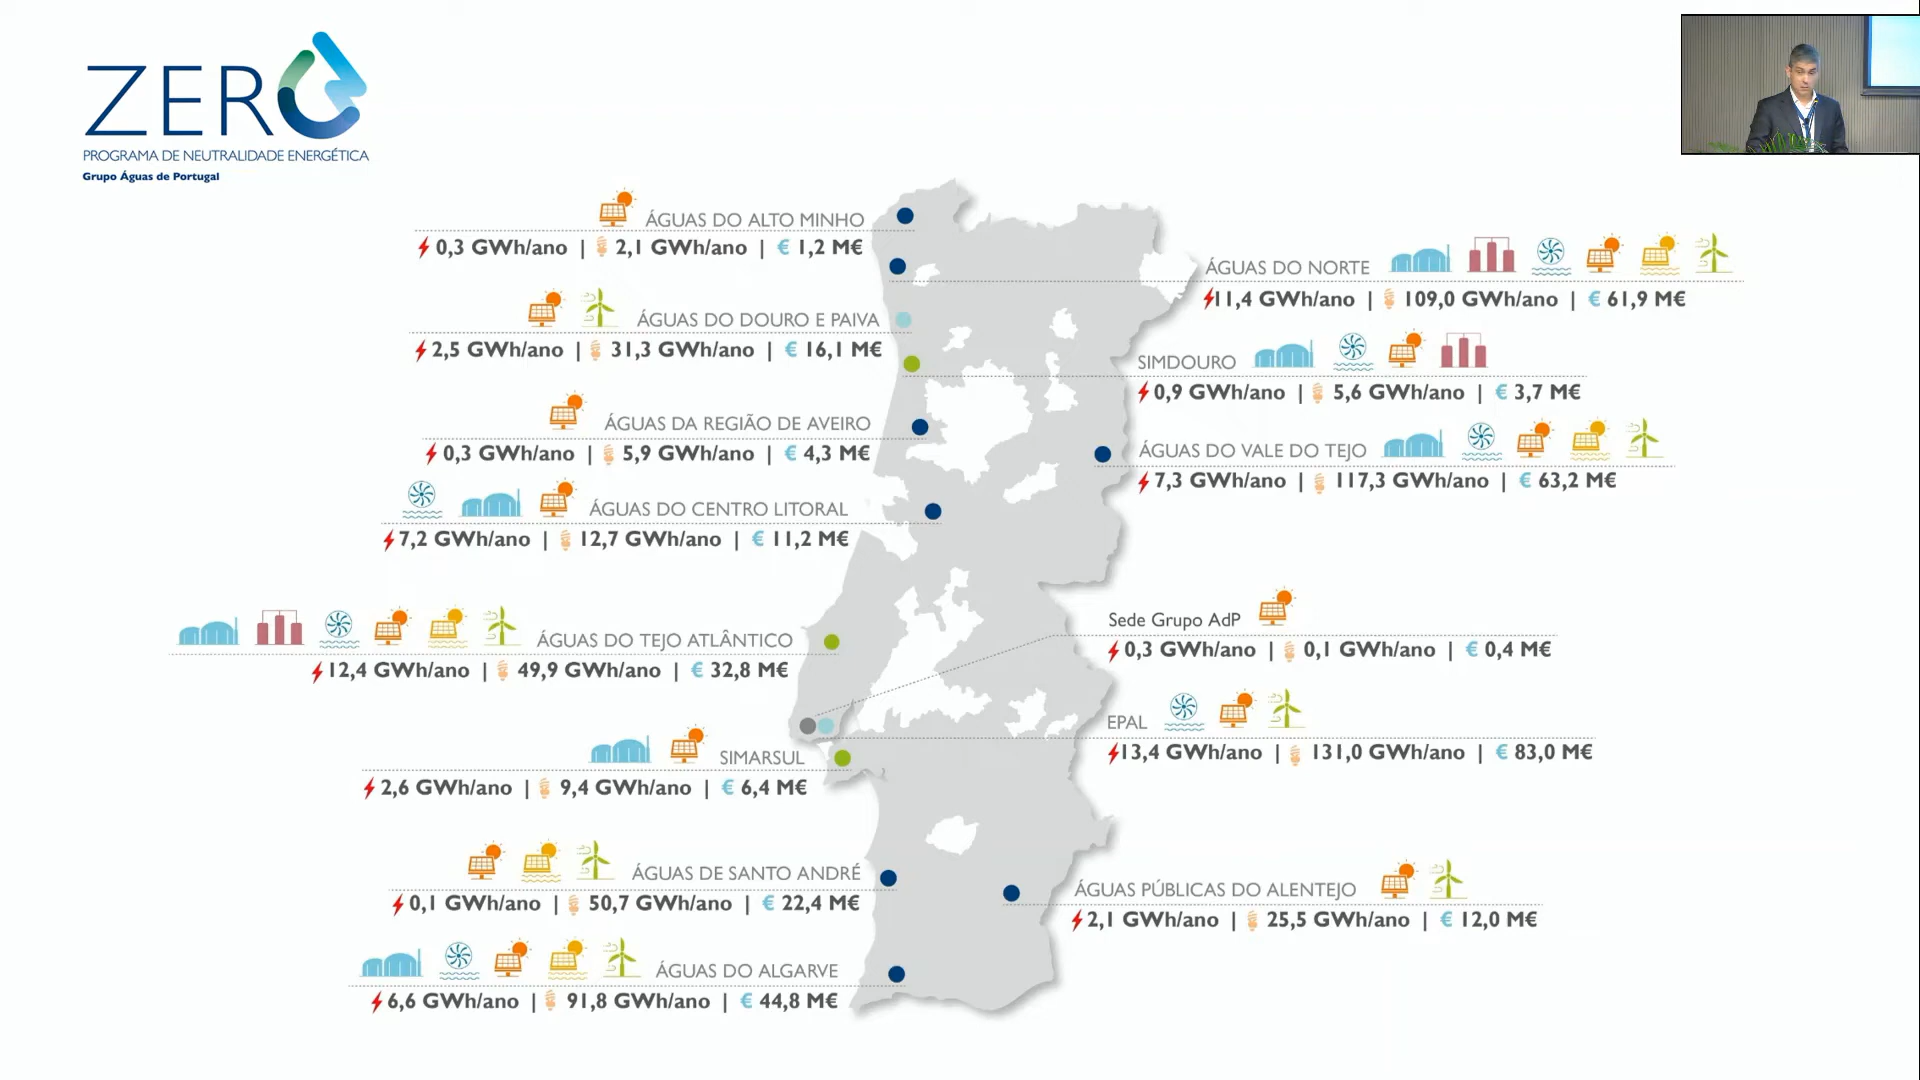 ZERO
PROGRAMA DE NEUTRALIDADE ENERGÉTICA
Grupo Águas de Portugal
ÁGUAS DO ALTO MINHO
0,3 GWh/ano | 2,1 GWh/ano | € 1,2 M€
ÁGUAS DO DOURO E PAIVA
2,5 GWh/ano | 31,3 GWh/ano | € 16,1 M€
ÁGUAS DA REGIÃO DE AVEIRO
0,3 GWh/ano | 5,9 GWh/ano | € 4,3 M€
ÁGUAS DO CENTRO LITORAL
7,2 GWh/ano | 12,7 GWh/ano | € 11,2 M€
ÁGUAS DO TEJO ATLÂNTICO
12,4 GWh/ano | 49,9 GWh/ano | € 32,8 M€
SIMARSUL
2,6 GWh/ano | 9,4 GWh/ano | € 6,4 M€
ÁGUAS DE SANTO ANDRÉ
0,1 GWh/ano | 50,7 GWh/ano | € 22,4 M€
ÁGUAS DO ALGARVE
6,6 GWh/ano | 91,8 GWh/ano | € 44,8 M€
ÁGUAS DO NORTE
11,4 GWh/ano | 109,0 GWh/ano | € 61,9 M€
SIMDOURO
0,9 GWh/ano | 5,6 GWh/ano | € 3,7 M€
ÁGUAS DO VALE DO TEJO
7,3 GWh/ano | 117,3 GWh/ano | € 63,2 M€
Sede Grupo AdP
0,3 GWh/ano | 0,1 GWh/ano | € 0,4 M€
EPAL
13,4 GWh/ano | 131,0 GWh/ano | € 83,0 M€
ÁGUAS PÚBLICAS DO ALENTEJO
2,1 GWh/ano | 25,5 GWh/ano | € 12,0 M€